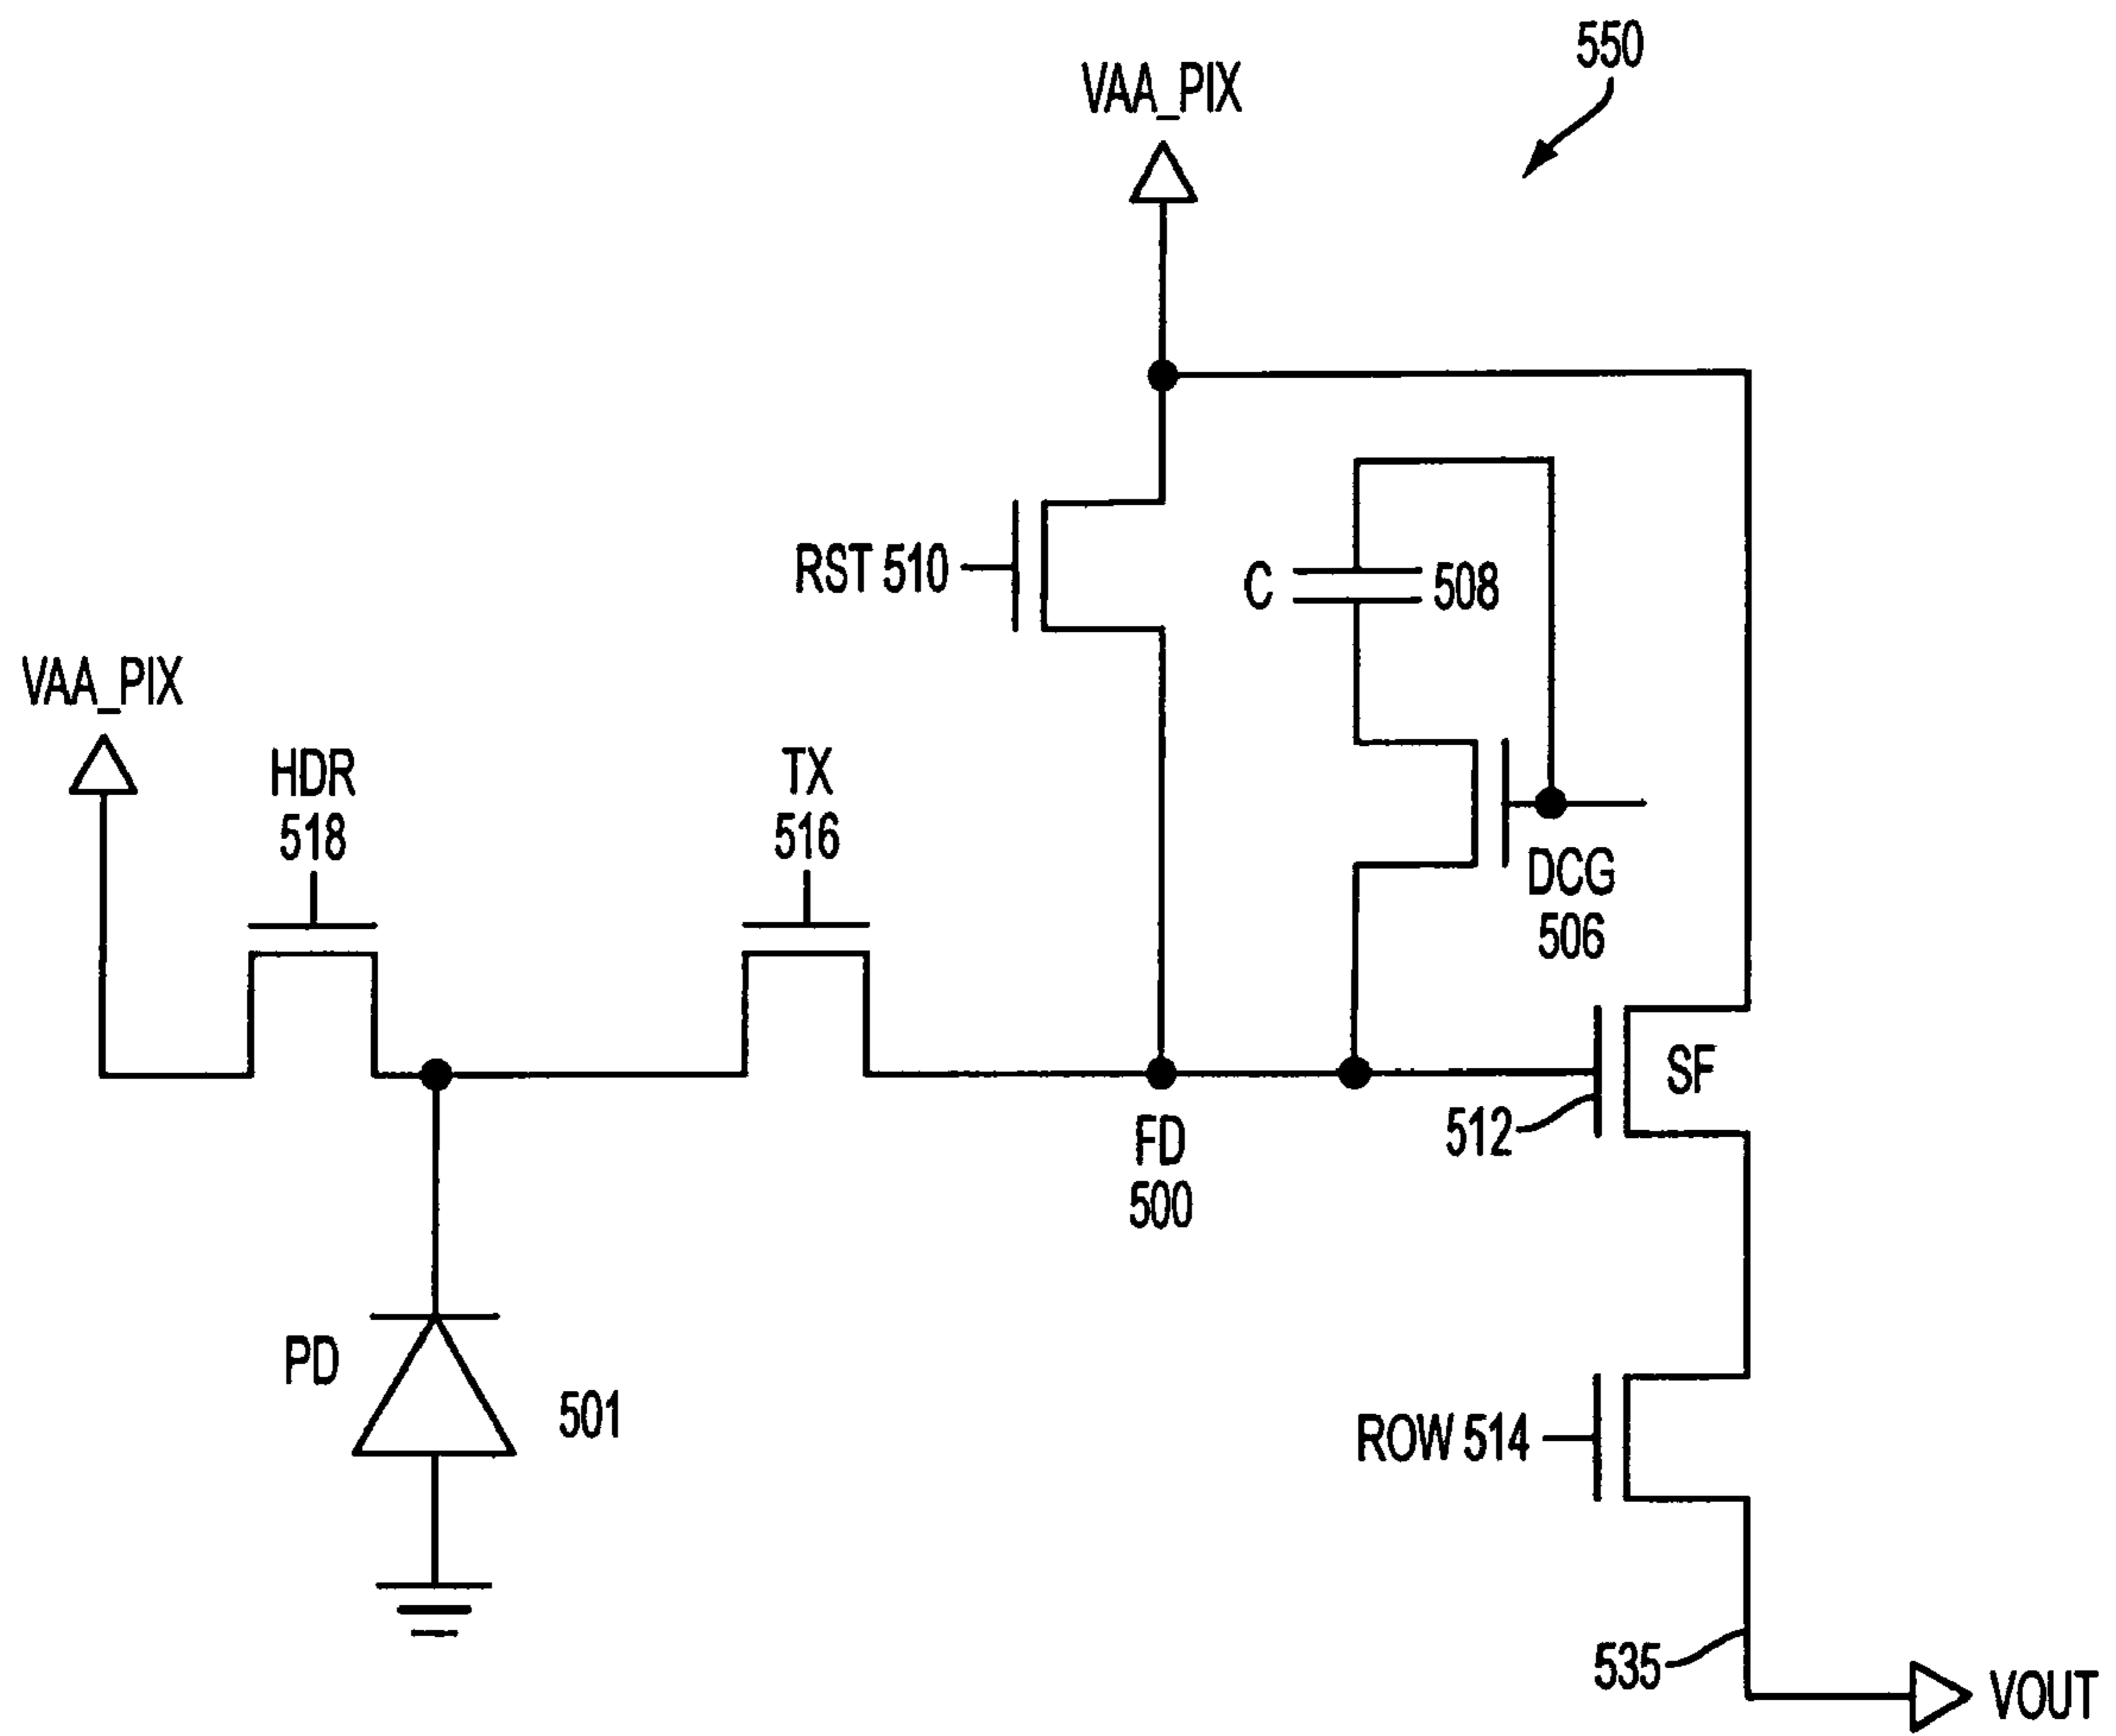 550
VAA_PIX
RST 510
C
508
VAA_PIX
HDR
518
TX
516
DCG
506
SF
512
FD
500
PD
501
ROW 514
535
VOUT